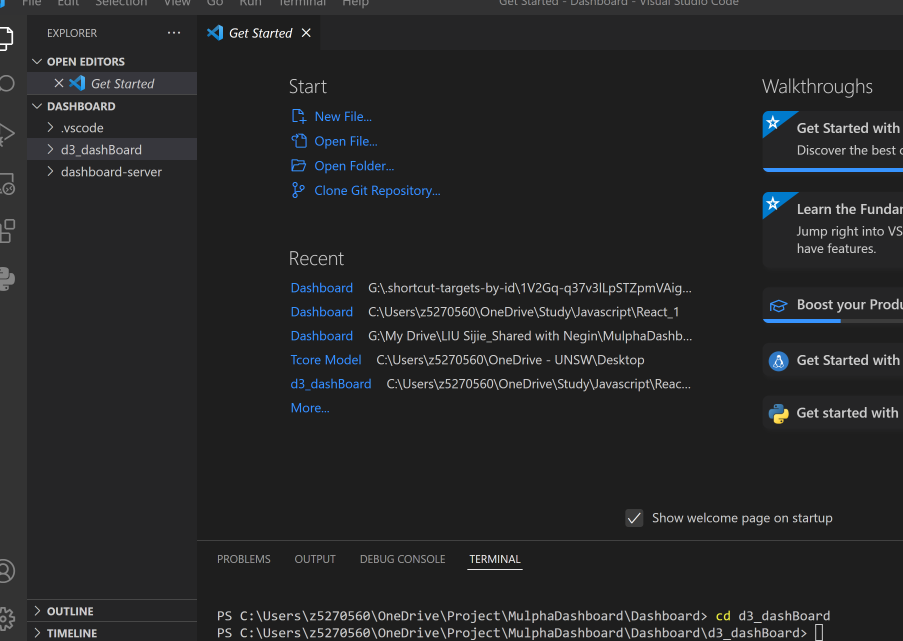 File Edit Selection View Go Run Terminal Help
Get Started - Dashboard - Visual Studio Code
EXPLORER
OPEN EDITORS
Get Started
DASHBOARD
.vscode
d3_dashBoard
dashboard-server
OUTLINE
TIMELINE
Get Started
Start
New File...
Open File...
Open Folder...
Clone Git Repository...
Recent
Dashboard G:\.shortcut-targets-by-id\1V2Gq-q37v3lLpSTZpmVAig...
Dashboard C:\Users\z5270560\OneDrive\Study\Javascript\React_1
Dashboard G:\My Drive\LIU Sijie_Shared with Negin\MulphaDashb...
Tcore Model C:\Users\z5270560\OneDrive - UNSW\Desktop
d3_dashBoard C:\Users\z5270560\OneDrive\Study\Javascript\Reac...
More...
Walkthroughs
Get Started with
Discover the best
Learn the Fundar
Jump right into VS
have features.
Boost your Produ
Get Started with
Get started with
Show welcome page on startup
PROBLEMS OUTPUT DEBUG CONSOLE TERMINAL
PS C:\Users\z5270560\OneDrive\Project\MulphaDashboard\Dashboard> cd d3_dashBoard
PS C:\Users\z5270560\OneDrive\Project\MulphaDashboard\Dashboard\d3_dashBoard>